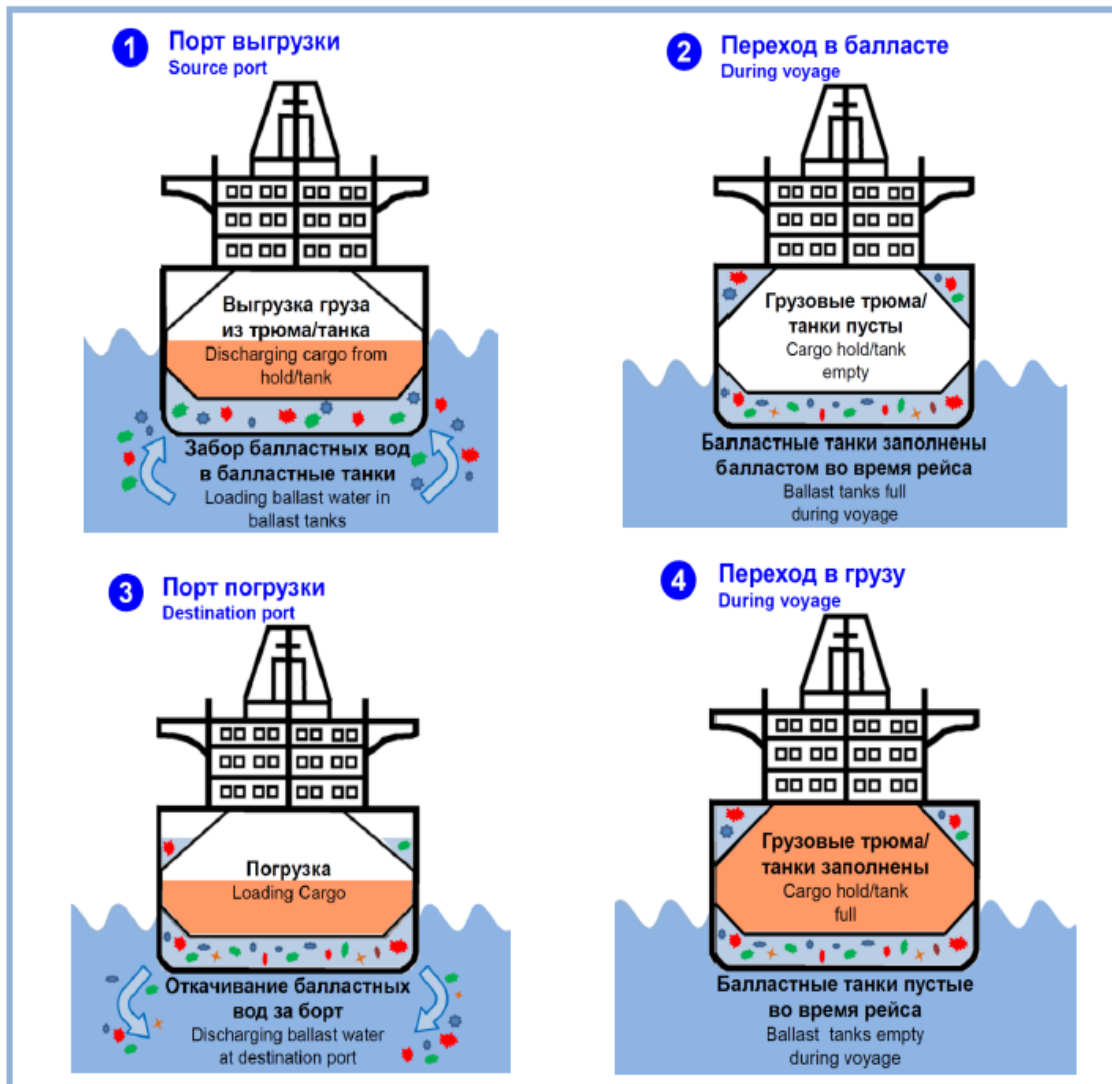 1
Порт выгрузки
Source port
Выгрузка груза
из трюма/танка
Discharging cargo from
hold/tank
Забор балластных вод
в балластные танки
Loading ballast water in
ballast tanks
2
Переход в балласте
During voyage
Грузовые трюма/
танки пусты
Cargo hold/tank
empty
Балластные танки заполнены
балластом во время рейса
Ballast tanks full
during voyage
3
Порт погрузки
Destination port
Погрузка
Loading Cargo
Откачивание балластных
вод за борт
Discharging ballast water
at destination port
4
Переход в грузу
During voyage
Грузовые трюма/
танки заполнены
Cargo hold/tank
full
Балластные танки пустые
во время рейса
Ballast tanks empty
during voyage